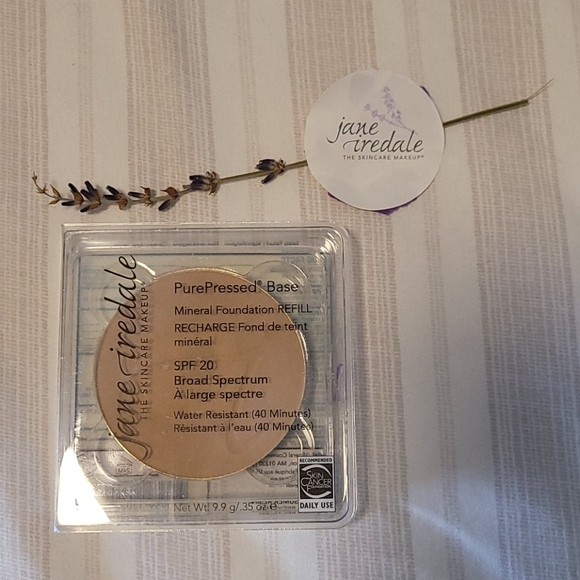 jane
iredale
THE SKINCARE MAKEUP®
jane iredale
THE SKINCARE MAKEUP®
PurePressed® Base
Mineral Foundation REFILL
RECHARGE Fond de teint
minéral
SPF 20
Broad Spectrum
À large spectre
Water Resistant (40 Minutes)
Résistant à l'eau (40 Minutes)
RECOMMENDED
SKIN
CANCER
FOUNDATION
DAILY USE
Net Wt. 9.9 g/.35 oz e